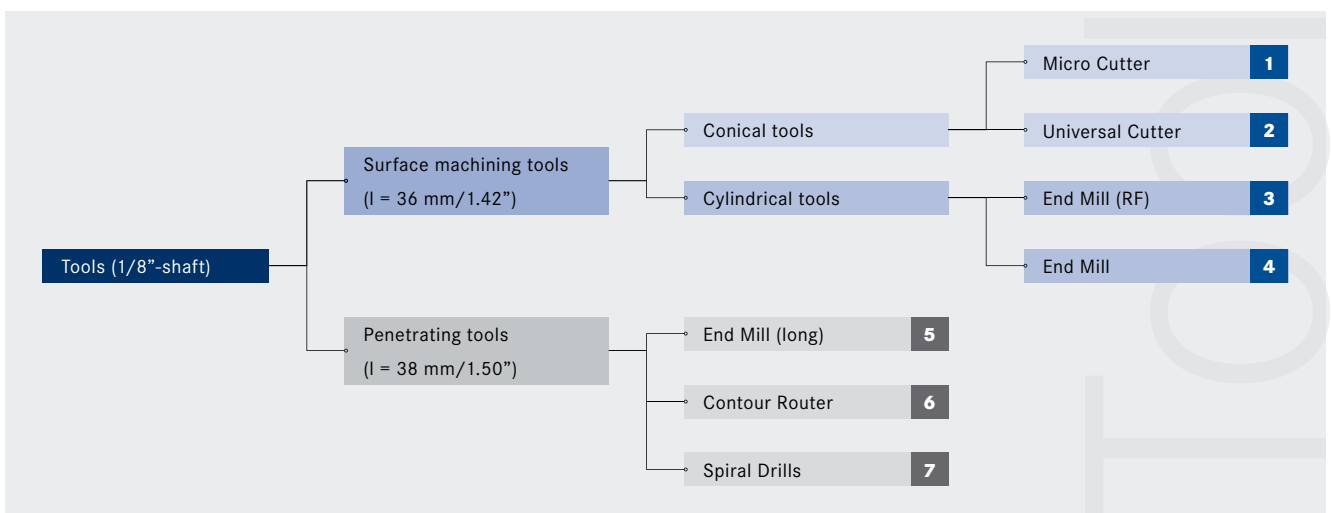 Tools (1/8”-shaft)
Surface machining tools
(l = 36 mm/1.42”)
Conical tools
Micro Cutter 1
Universal Cutter 2
Cylindrical tools
End Mill (RF) 3
End Mill 4
Penetrating tools
(l = 38 mm/1.50”)
End Mill (long) 5
Contour Router 6
Spiral Drills 7
Tool